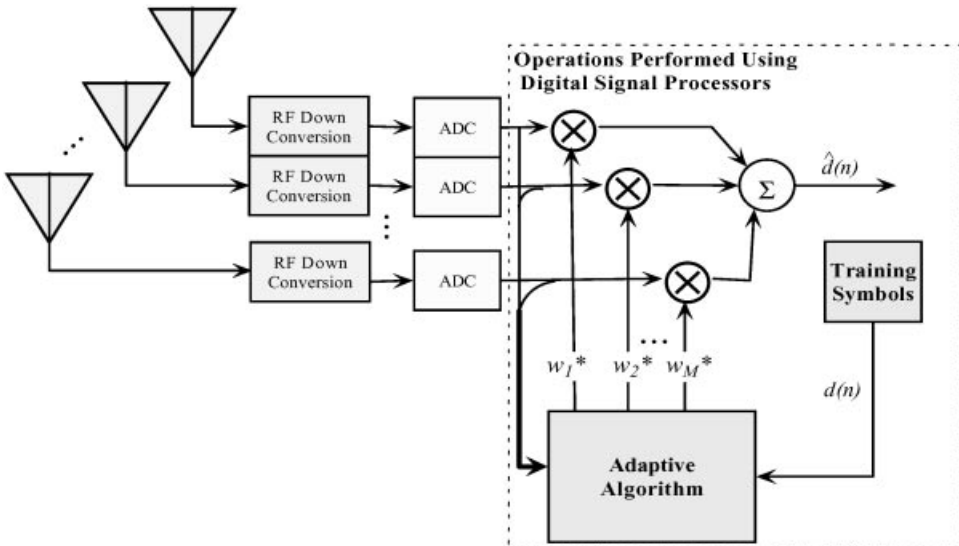 Operations Performed Using
Digital Signal Processors
RF Down
Conversion
ADC
RF Down
Conversion
ADC
RF Down
Conversion
ADC
Σ
d̂(n)
Training
Symbols
w1*
w2*
wM*
d(n)
Adaptive
Algorithm